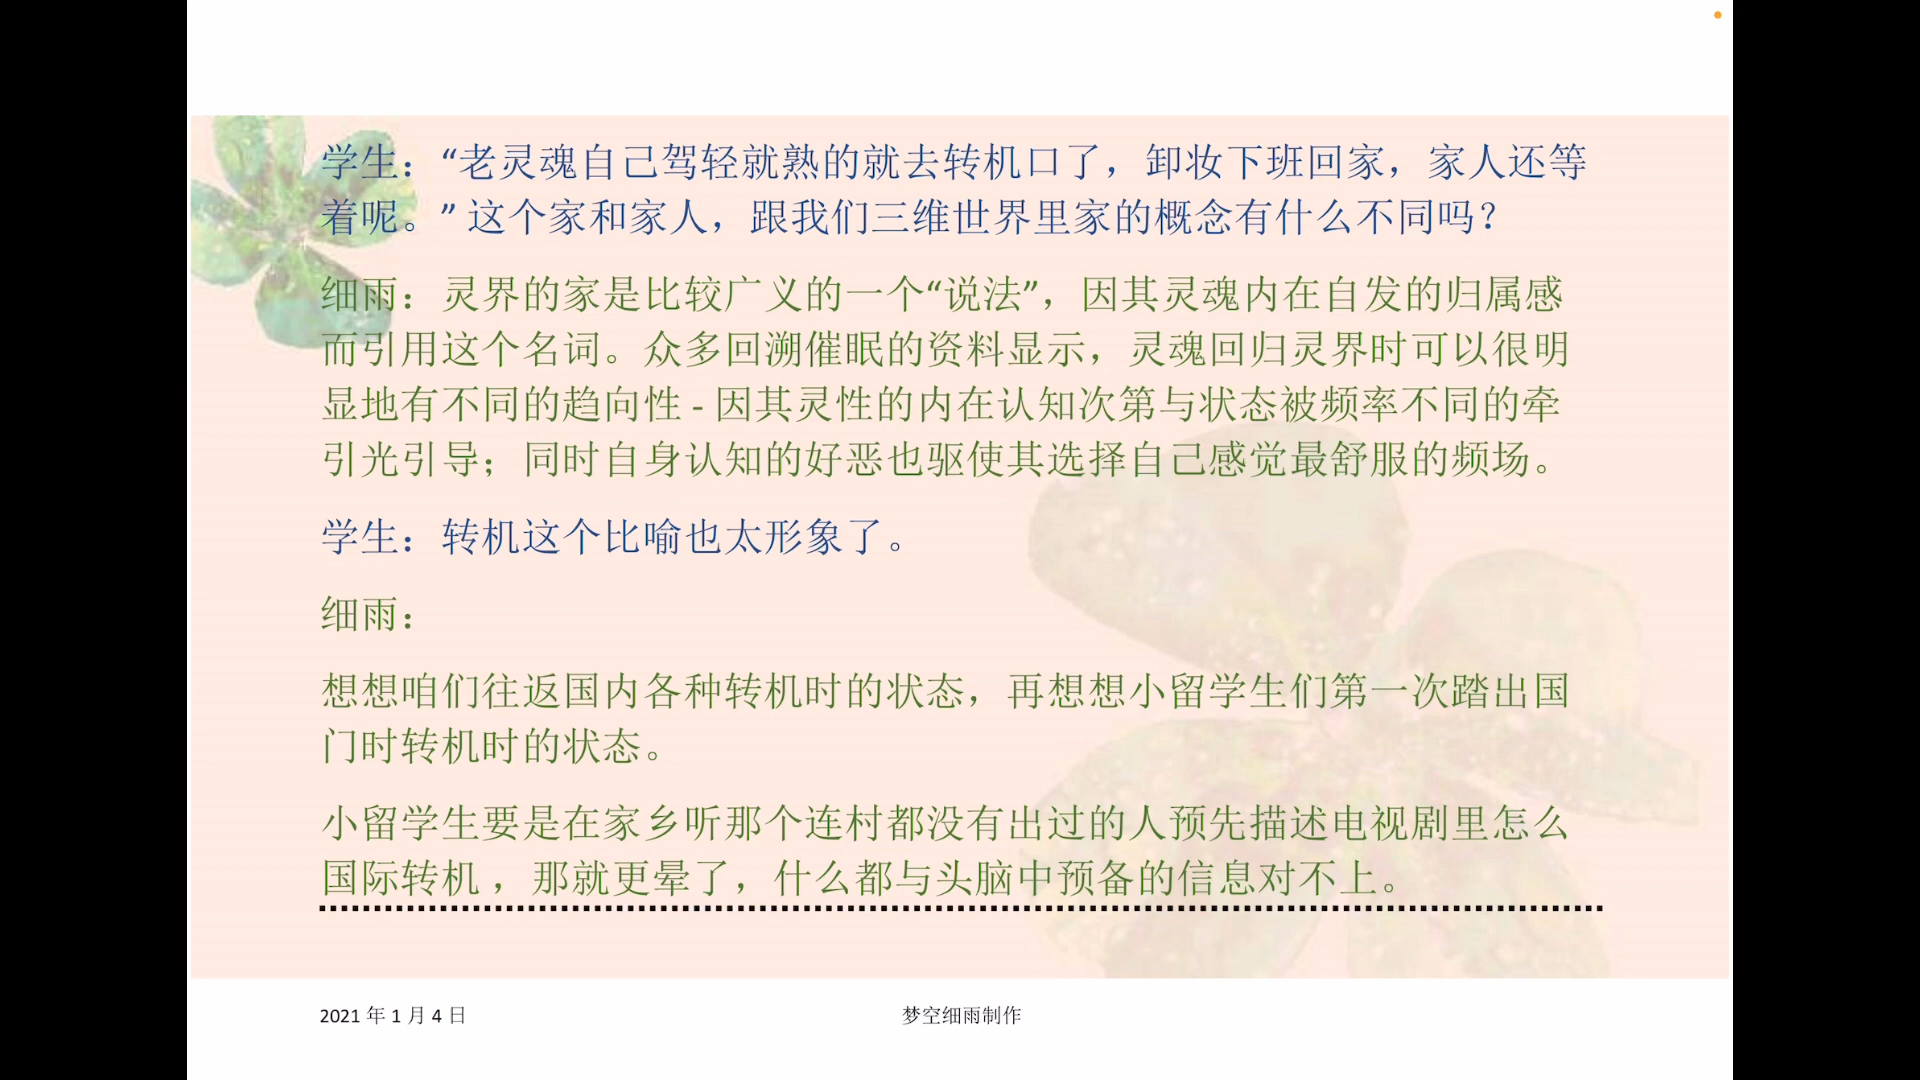 学生：“老灵魂自己驾轻就熟的就去转机口了，卸妆下班回家，家人还等
着呢。” 这个家和家人，跟我们三维世界里家的概念有什么不同吗？
细雨：灵界的家是比较广义的一个“说法”，因其灵魂内在自发的归属感
而引用这个名词。众多回溯催眠的资料显示，灵魂回归灵界时可以很明
显地有不同的趋向性 - 因其灵性的内在认知次第与状态被频率不同的牵
引光引导；同时自身认知的好恶也驱使其选择自己感觉最舒服的频场。
学生：转机这个比喻也太形象了。
细雨：
想想咱们往返国内各种转机时的状态，再想想小留学生们第一次踏出国
门时转机时的状态。
小留学生要是在家乡听那个连村都没有出过的人预先描述电视剧里怎么
国际转机 ，那就更晕了，什么都与头脑中预备的信息对不上。
2021 年 1 月 4 日
梦空细雨制作